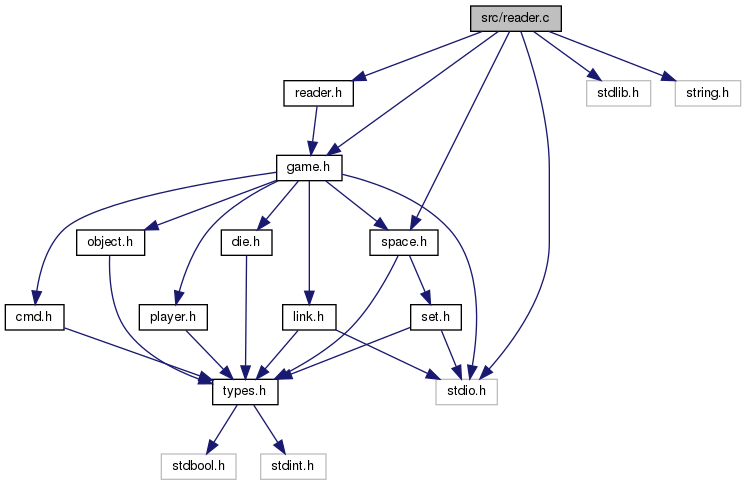 src/reader.c
reader.h
stdlib.h
string.h
game.h
object.h
die.h
space.h
cmd.h
player.h
link.h
set.h
types.h
stdio.h
stdbool.h
stdint.h